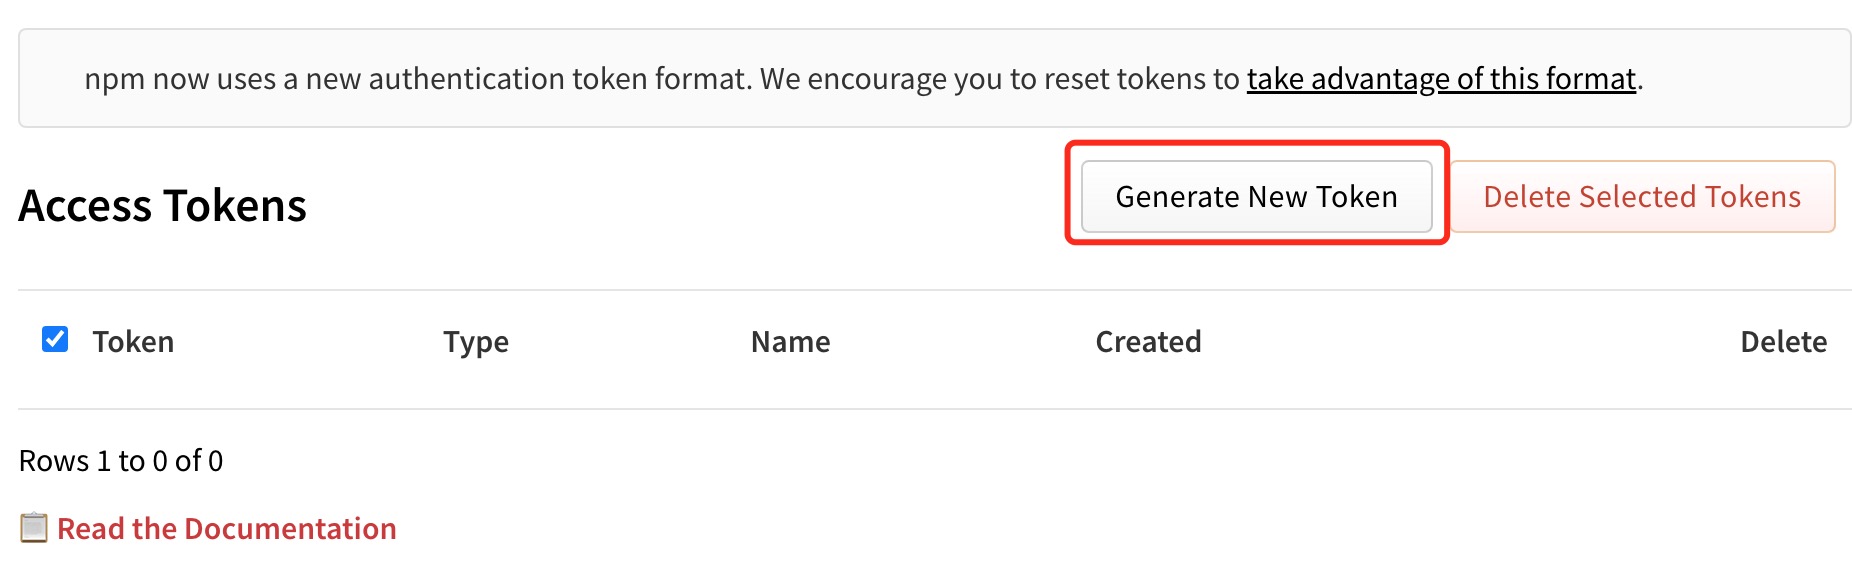 npm now uses a new authentication token format. We encourage you to reset tokens to take advantage of this format.
Access Tokens
Generate New Token
Delete Selected Tokens
Token Type Name Created Delete
Rows 1 to 0 of 0
Read the Documentation